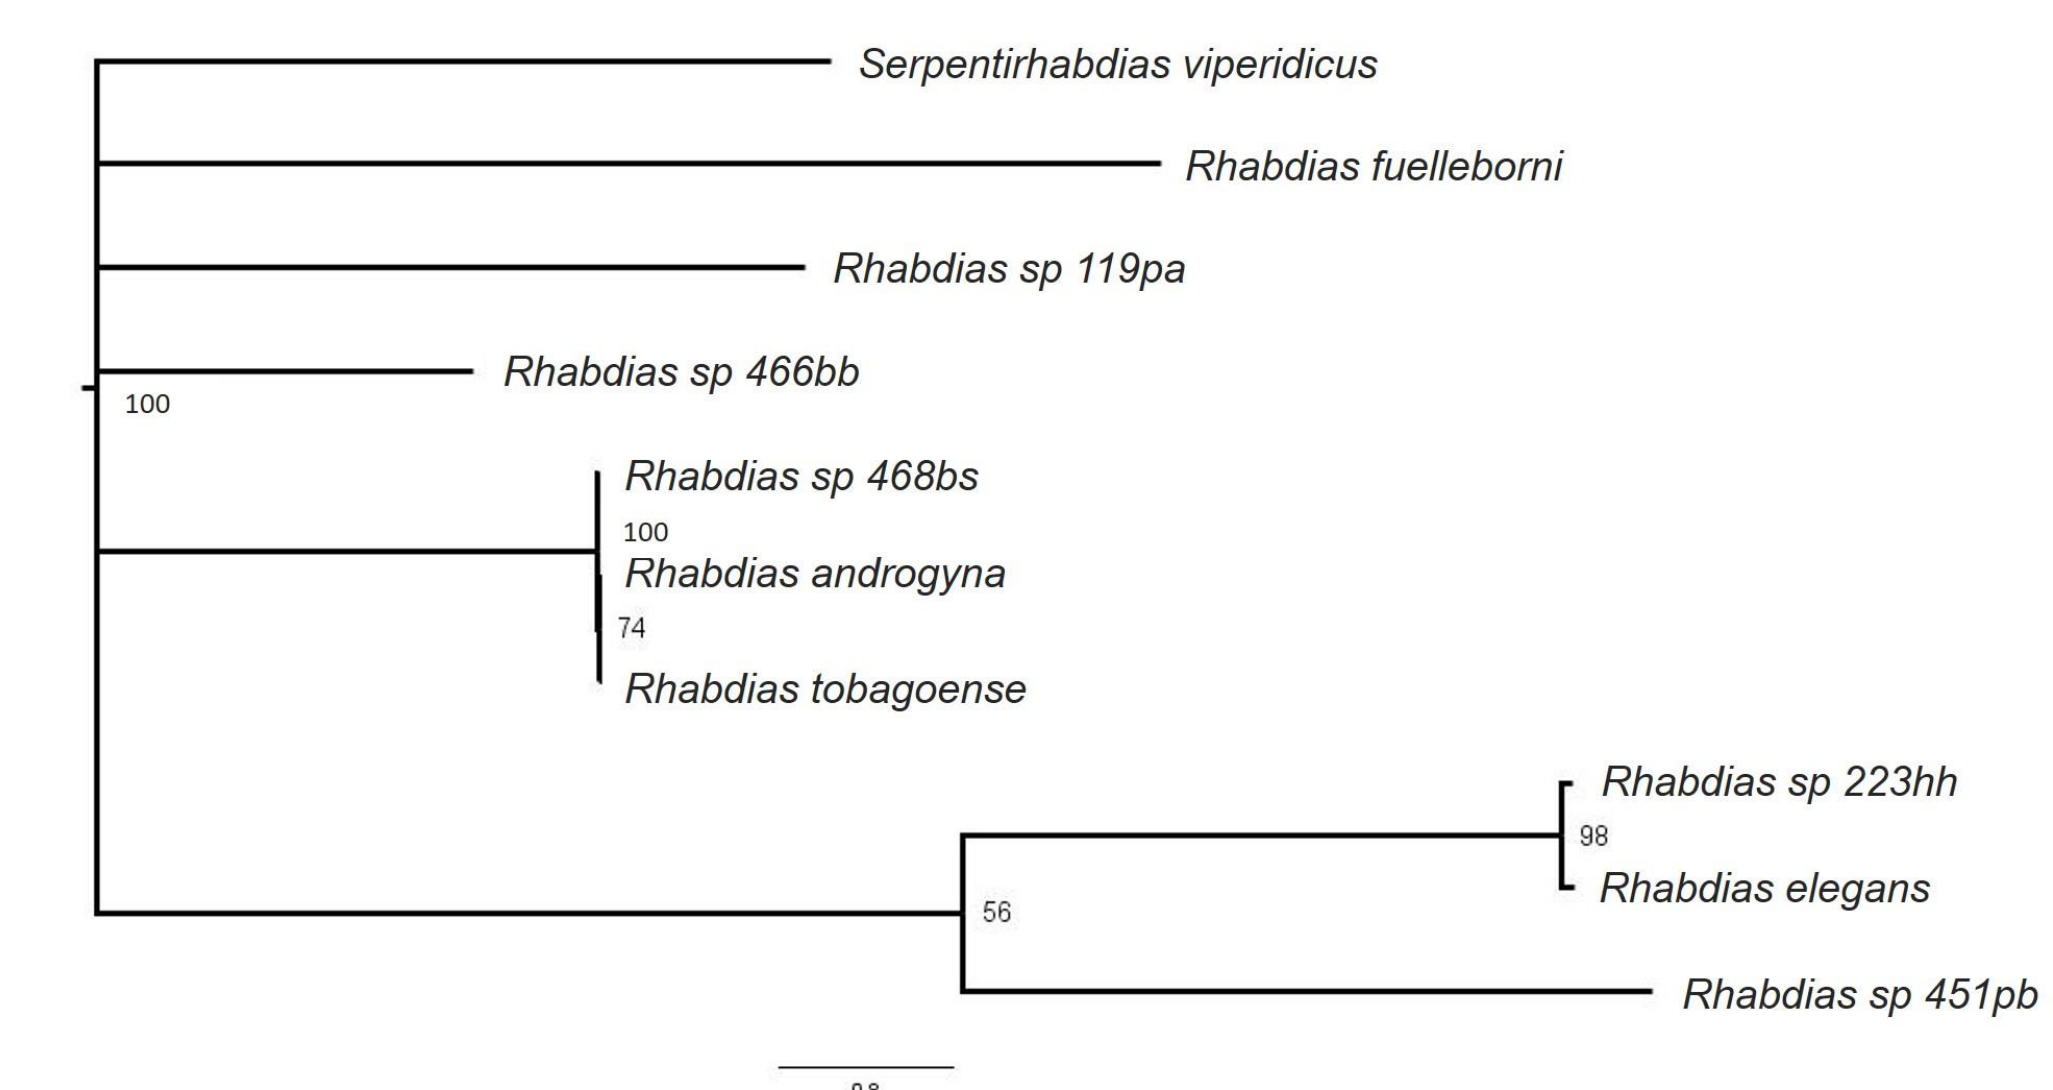 Serpentirhabdias viperidicus
Rhabdias fuelleborni
Rhabdias sp 119pa
Rhabdias sp 466bb
100
Rhabdias sp 468bs
100
Rhabdias androgyna
74
Rhabdias tobagoense
Rhabdias sp 223hh
98
Rhabdias elegans
56
Rhabdias sp 451pb